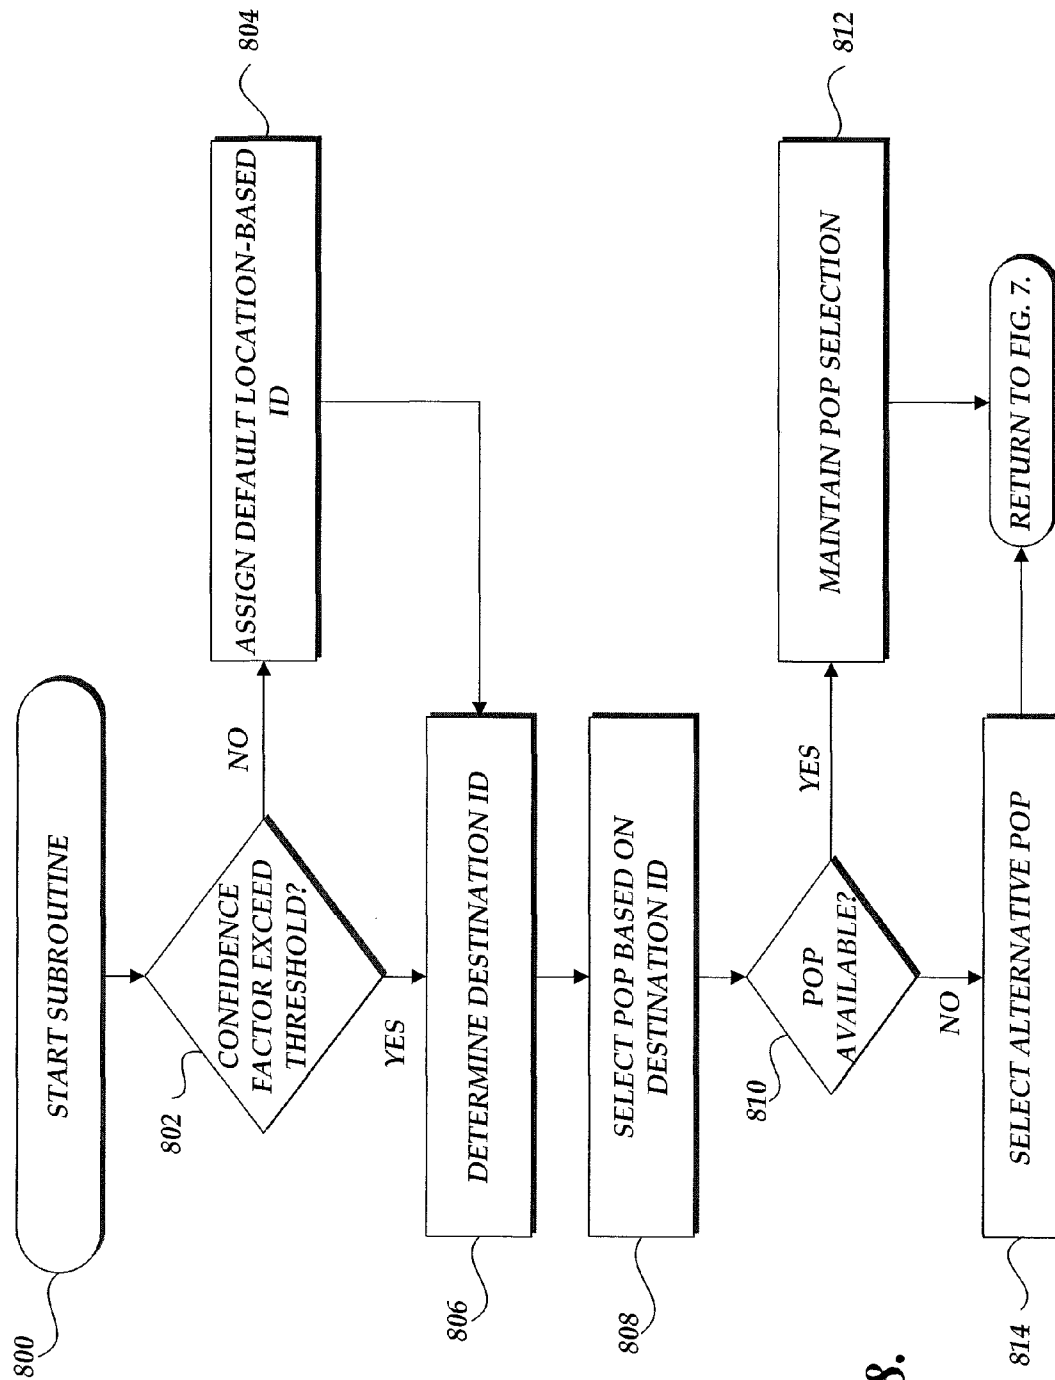 800
START SUBROUTINE
802
CONFIDENCE
FACTOR EXCEED
THRESHOLD?
NO
804
ASSIGN DEFAULT LOCATION-BASED
ID
YES
806
DETERMINE DESTINATION ID
808
SELECT POP BASED ON
DESTINATION ID
810
POP
AVAILABLE?
YES
812
MAINTAIN POP SELECTION
NO
814
SELECT ALTERNATIVE POP
RETURN TO FIG. 7.
8.